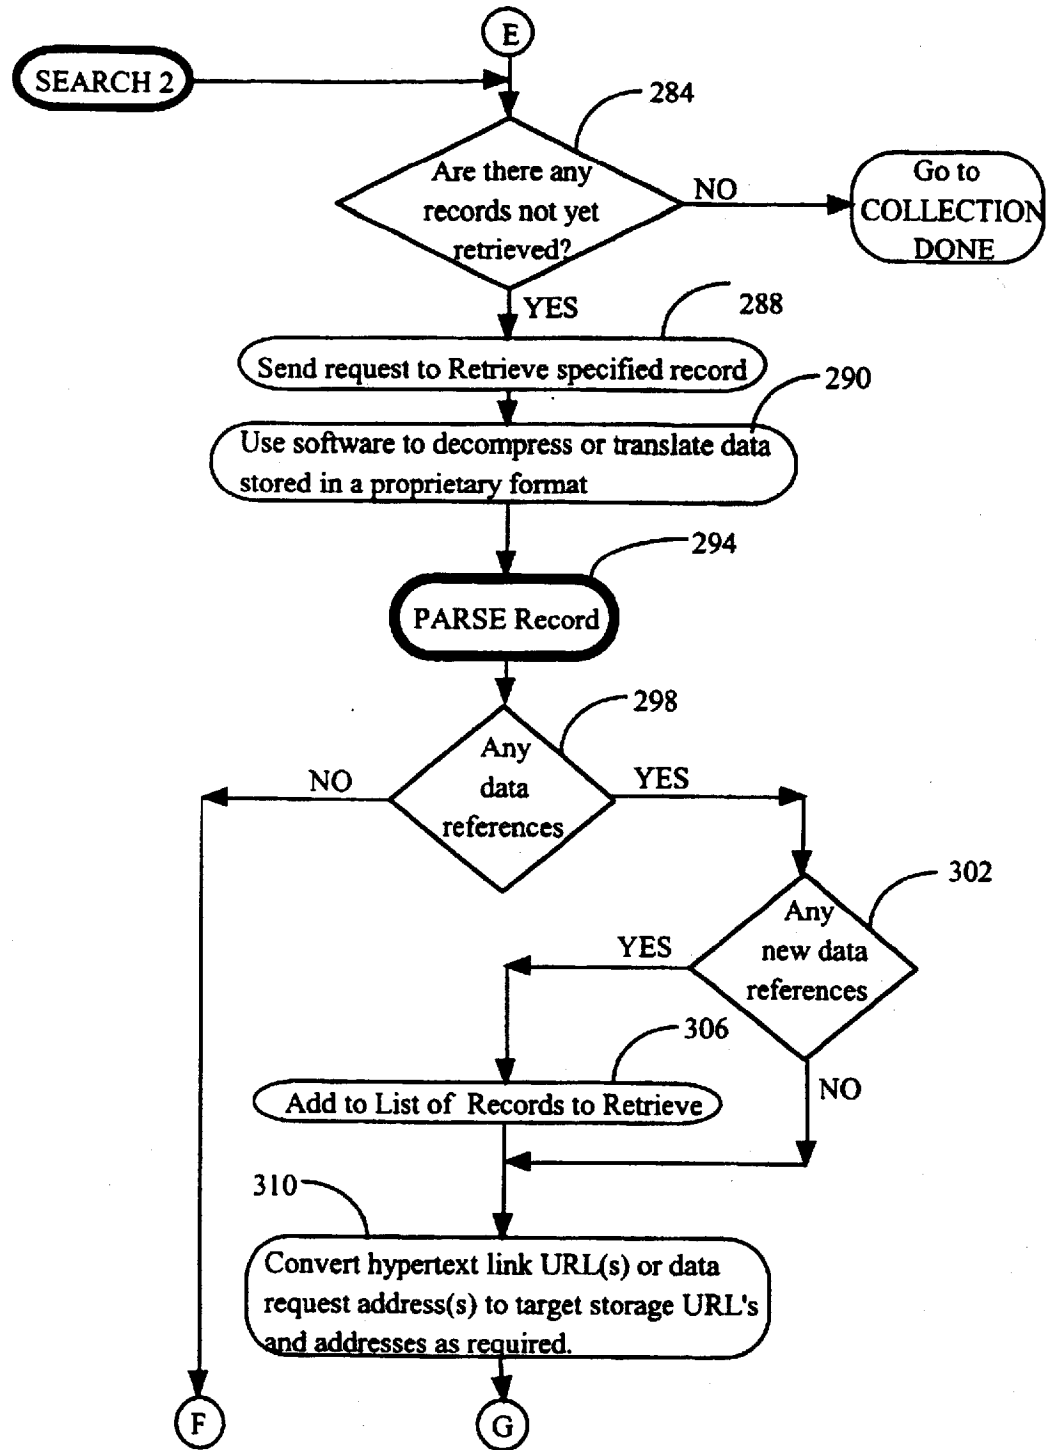 E
SEARCH 2
284
Are there any
records not yet
retrieved?
NO
Go to
COLLECTION
DONE
YES
288
Send request to Retrieve specified record
290
Use software to decompress or translate data
stored in a proprietary format
294
PARSE Record
298
Any
data
references
NO
YES
302
Any
new data
references
YES
306
NO
Add to List of Records to Retrieve
310
Convert hypertext link URL(s) or data
request address(s) to target storage URL's
and addresses as required.
F
G